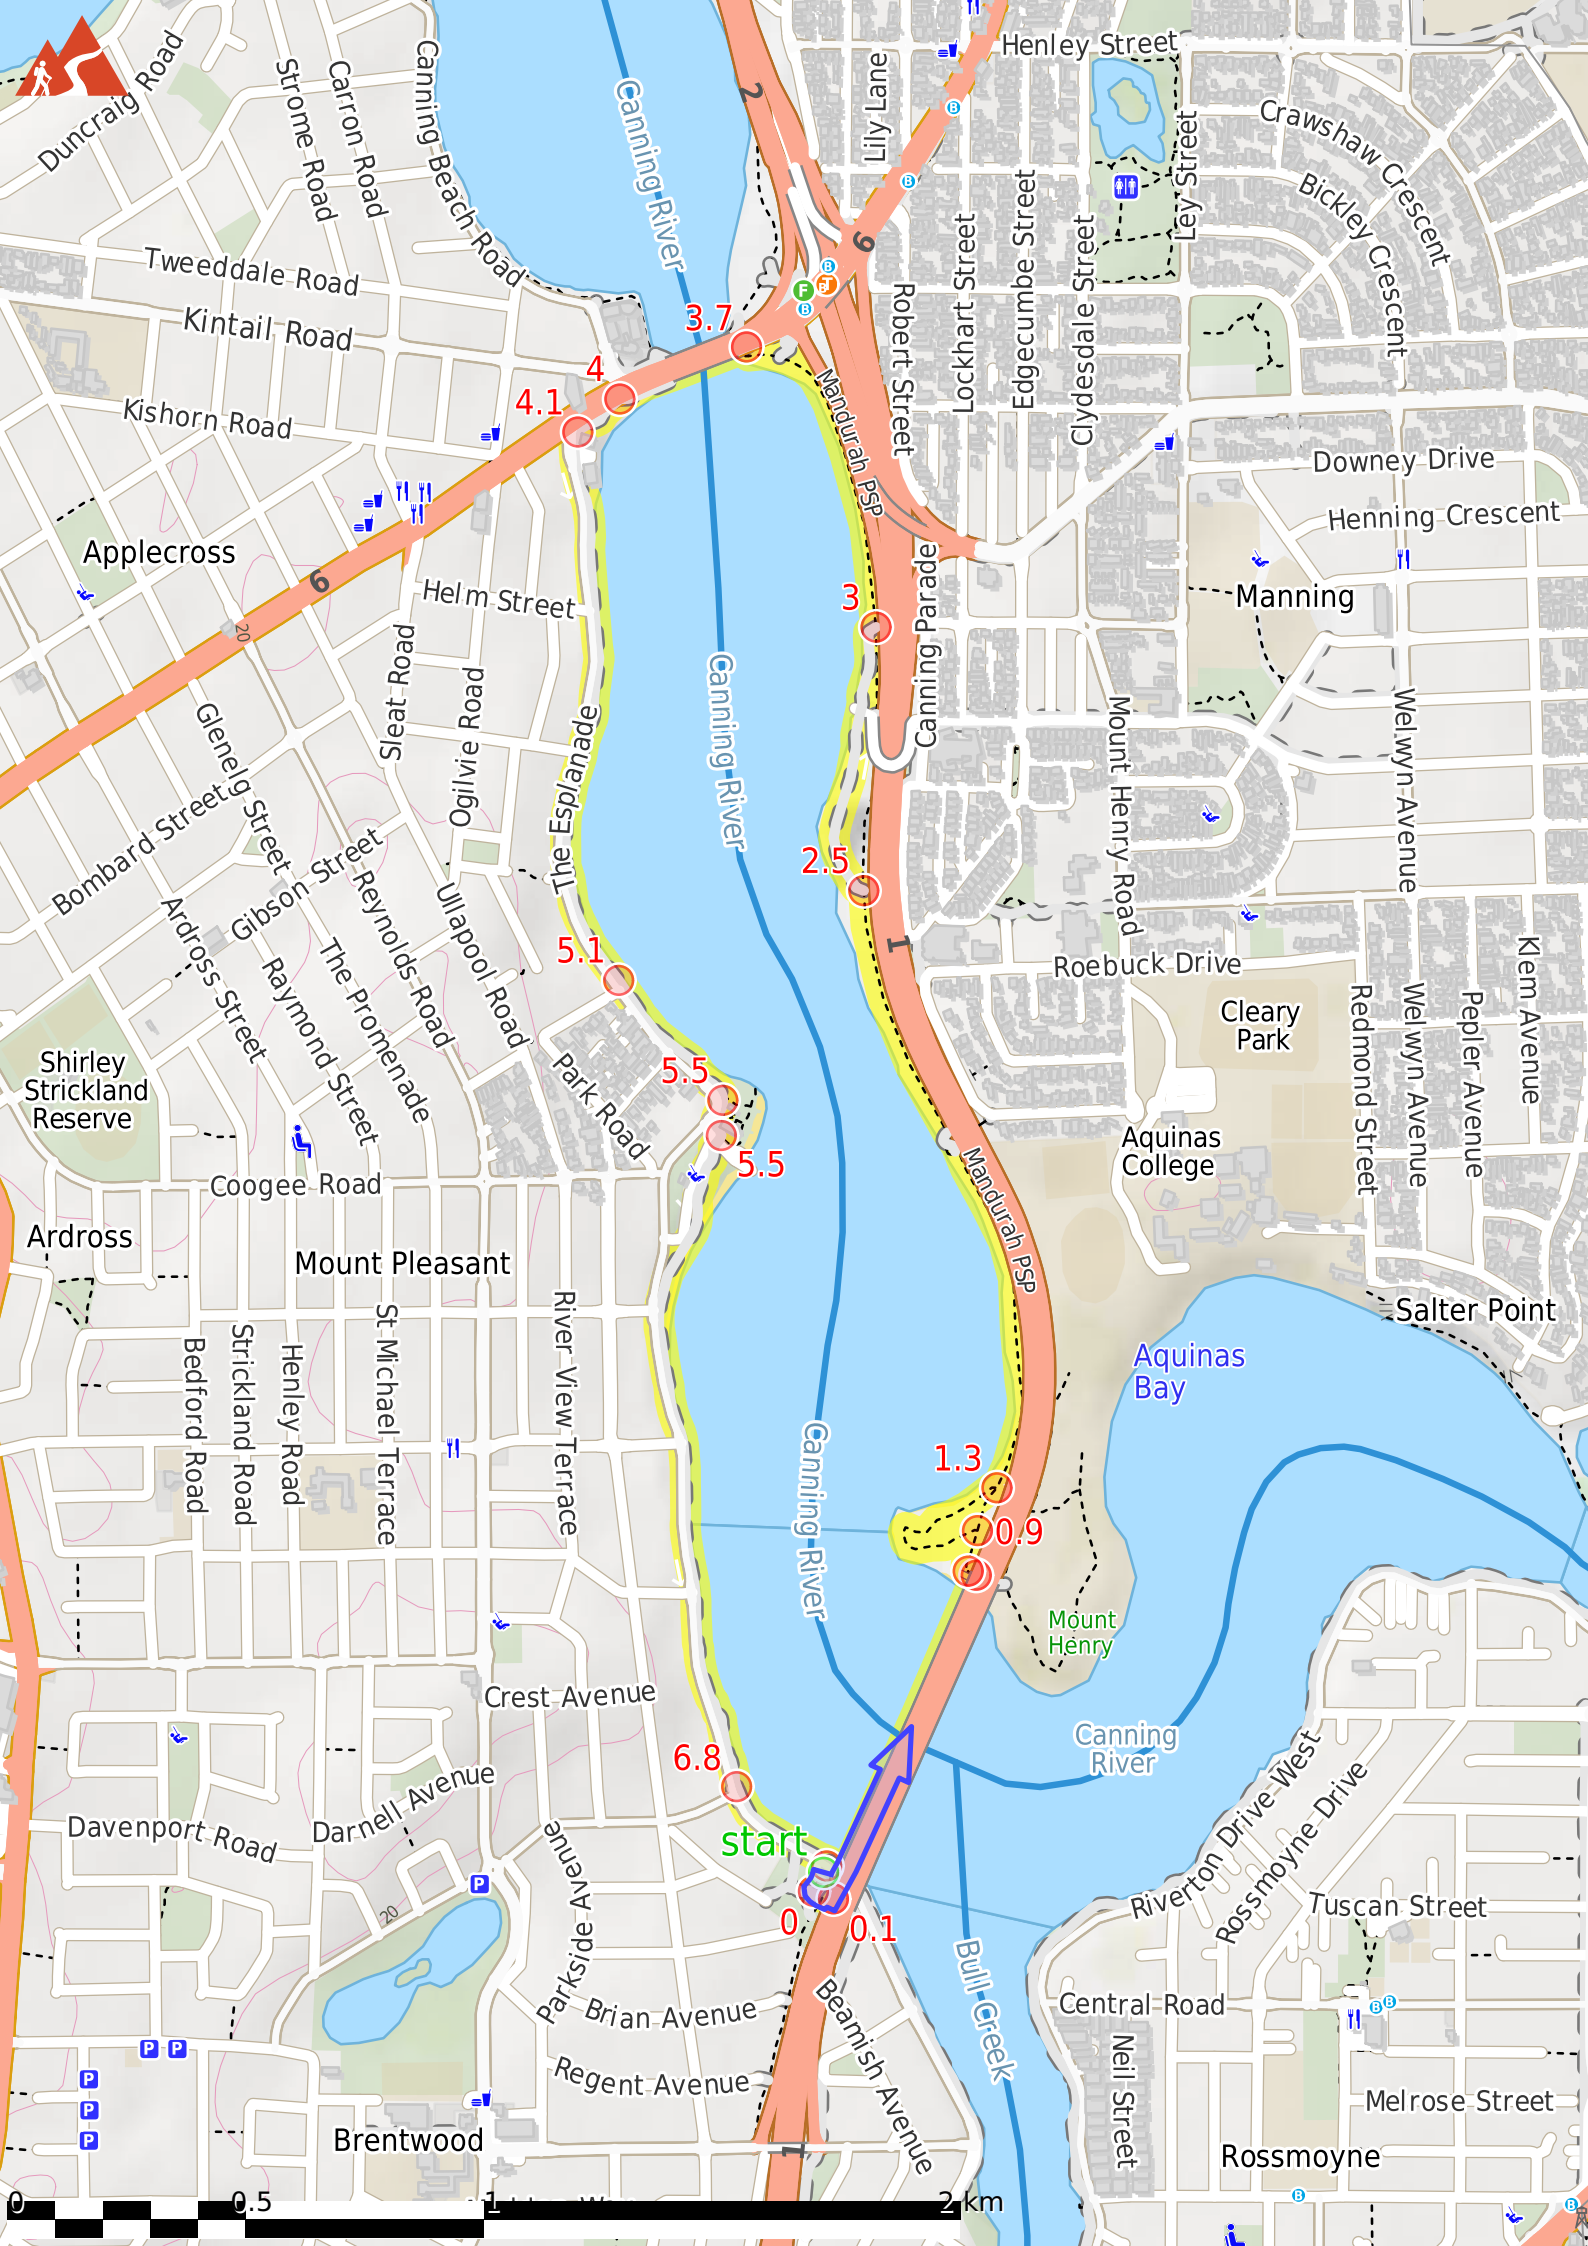 Duncraig Road
Strome Road
Carron Road
Canning Beach Road
Canning River
2
Lily Lane
Henley Street
Crawshaw Crescent
Bickley Crescent
Ley Street
Tweeddale Road
Kintail Road
Kishorn Road
6
Robert Street
Lockhart Street
Edgecumbe Street
Clydesdale Street
F
B
B
B
B
B
3.7
4
4.1
Mandurah PSP
Downey Drive
Henning Crescent
Applecross
6
20
Helm Street
Manning
3
Canning Parade
Sleat Road
Ogilvie Road
The Esplanade
Canning River
Glenelg Street
Bombard Street
Gibson Street
Mount Henry Road
Welwyn Avenue
2.5
Ardross Street
Reynolds Road
Ullapool Road
Raymond Street
The Promenade
1
5.1
Roebuck Drive
Cleary
Park
Klem Avenue
Redmond Street
Welwyn Avenue
Pepler Avenue
Shirley
Strickland
Reserve
Park Road
5.5
5.5
Aquinas
College
Mandurah PSP
Coogee Road
Ardross
Mount Pleasant
Salter Point
Aquinas
Bay
Bedford Road
Strickland Road
Henley Road
St Michael Terrace
River View Terrace
Canning River
1.3
0.9
Mount
Henry
Crest Avenue
Canning
River
6.8
Davenport Road
Darnell Avenue
Parkside Avenue
start
0
0.1
Riverton Drive West
Rossmoyne Drive
Tuscan Street
P
20
Brian Avenue
Beamish Avenue
Bull Creek
Central Road
B
B
Neil Street
P
P
P
P
P
Regent Avenue
Melrose Street
Brentwood
1
Rossmoyne
B
B
0
0.5
1
2 km